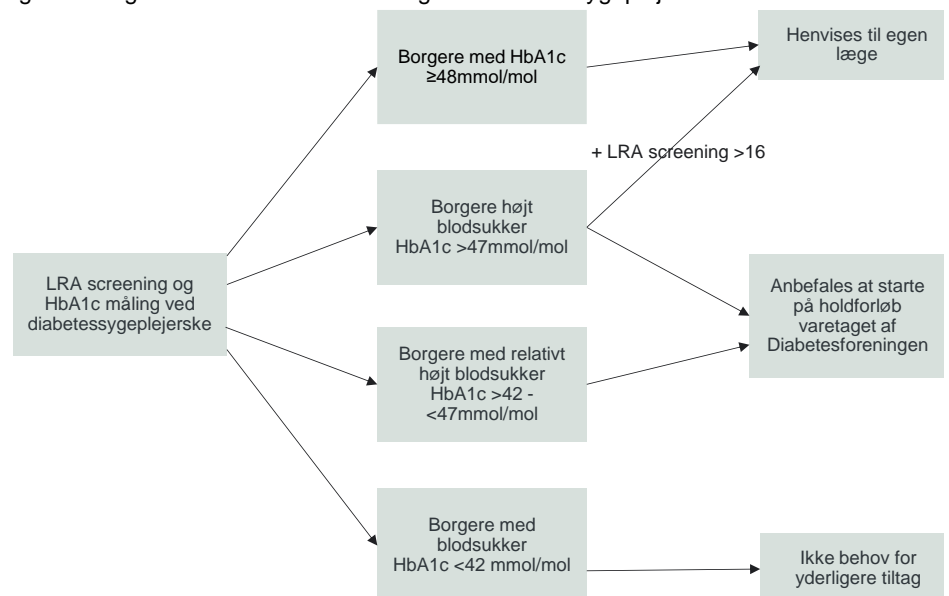 Borgere med HbA1c
≥48mmol/mol
Henvises til egen
læge
+ LRA screening >16
Borgere højt
blodsukker
HbA1c >47mmol/mol
LRA screening og
HbA1c måling ved
diabetessygeplejerske
Anbefales at starte
på holdforløb
varetaget af
Diabetesforeningen
Borgere med relativt
højt blodsukker
HbA1c >42 -
<47mmol/mol
Borgere med
blodsukker
HbA1c <42 mmol/mol
Ikke behov for
yderligere tiltag